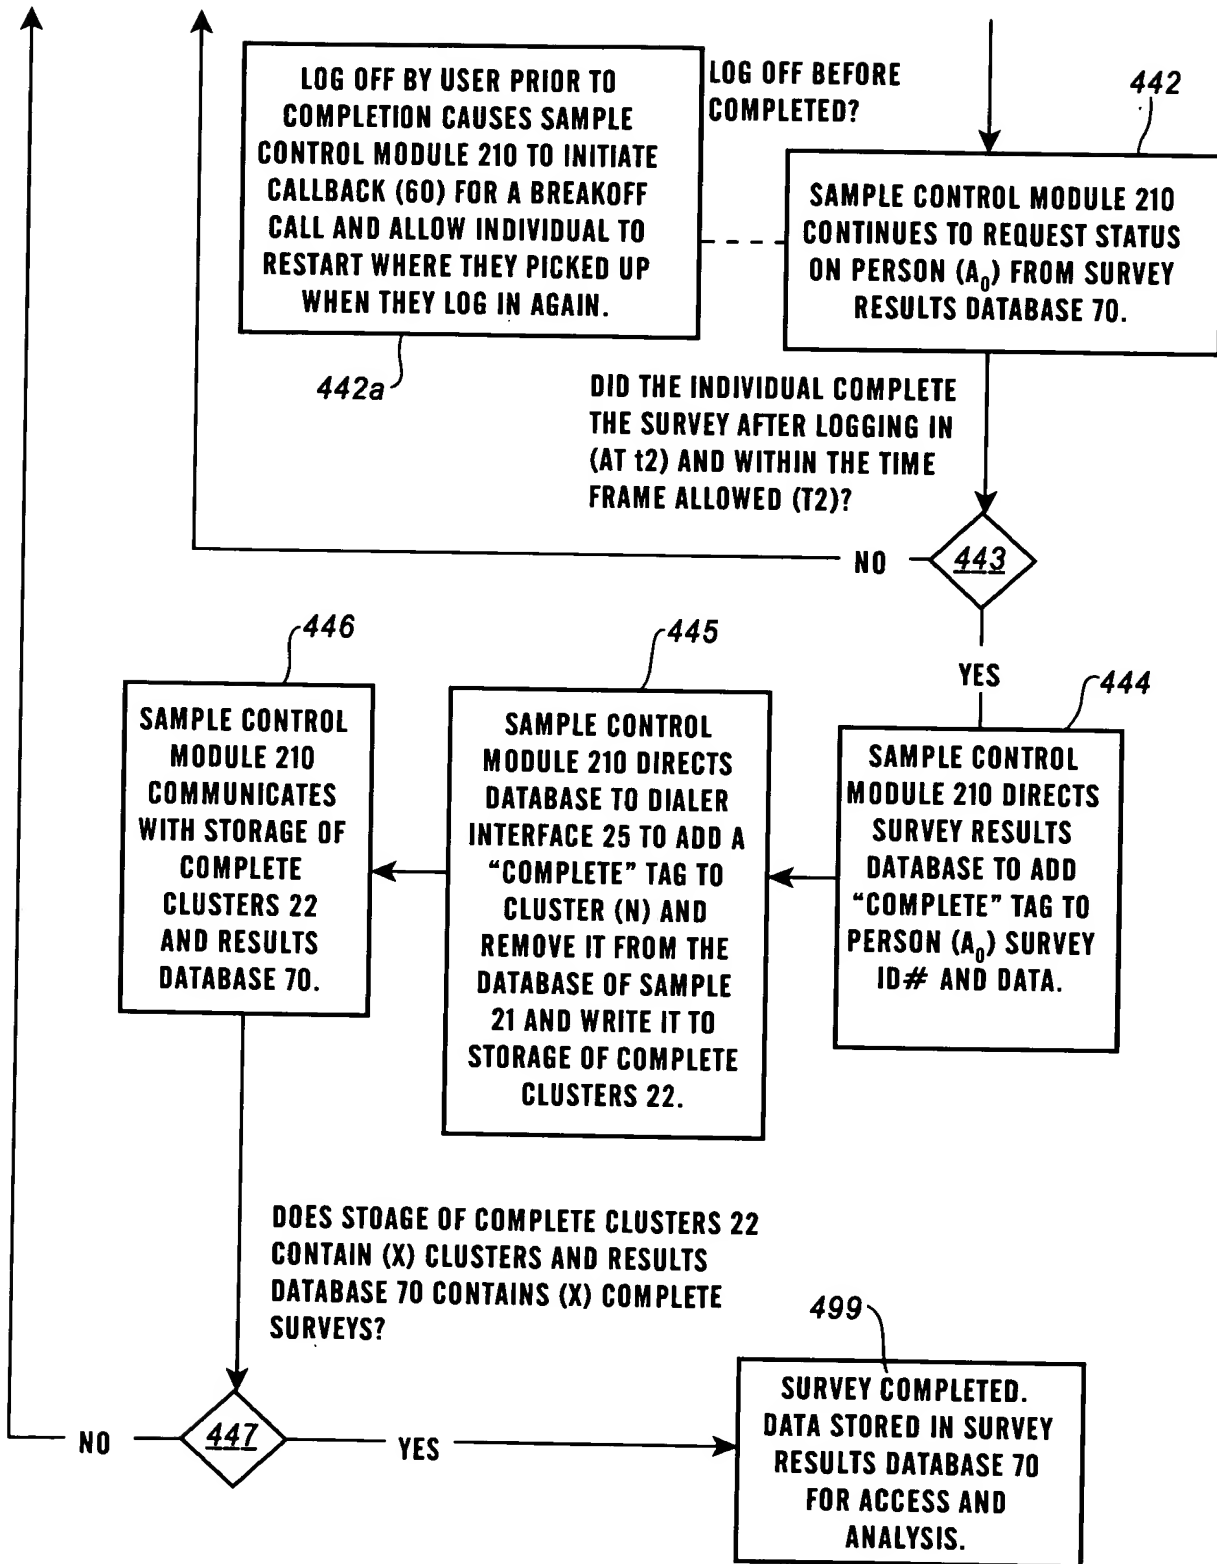 LOG OFF BY USER PRIOR TO
COMPLETION CAUSES SAMPLE
CONTROL MODULE 210 TO INITIATE
CALLBACK (60) FOR A BREAKOFF
CALL AND ALLOW INDIVIDUAL TO
RESTART WHERE THEY PICKED UP
WHEN THEY LOG IN AGAIN.
442a
LOG OFF BEFORE
COMPLETED?
442
SAMPLE CONTROL MODULE 210
CONTINUES TO REQUEST STATUS
ON PERSON (A₀) FROM SURVEY
RESULTS DATABASE 70.
DID THE INDIVIDUAL COMPLETE
THE SURVEY AFTER LOGGING IN
(AT t2) AND WITHIN THE TIME
FRAME ALLOWED (T2)?
443
NO
YES
444
SAMPLE CONTROL
MODULE 210 DIRECTS
SURVEY RESULTS
DATABASE TO ADD
“COMPLETE” TAG TO
PERSON (A₀) SURVEY
ID# AND DATA.
445
SAMPLE CONTROL
MODULE 210 DIRECTS
DATABASE TO DIALER
INTERFACE 25 TO ADD A
“COMPLETE” TAG TO
CLUSTER (N) AND
REMOVE IT FROM THE
DATABASE OF SAMPLE
21 AND WRITE IT TO
STORAGE OF COMPLETE
CLUSTERS 22.
446
SAMPLE CONTROL
MODULE 210
COMMUNICATES
WITH STORAGE OF
COMPLETE
CLUSTERS 22
AND RESULTS
DATABASE 70.
DOES STOAGE OF COMPLETE CLUSTERS 22
CONTAIN (X) CLUSTERS AND RESULTS
DATABASE 70 CONTAINS (X) COMPLETE
SURVEYS?
447
NO
YES
499
SURVEY COMPLETED.
DATA STORED IN SURVEY
RESULTS DATABASE 70
FOR ACCESS AND
ANALYSIS.